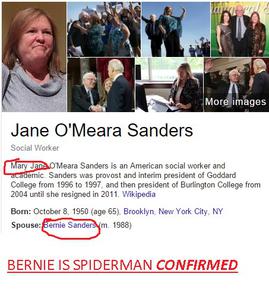 More images
Jane O'Meara Sanders
Social Worker
Mary Jane O'Meara Sanders is an American social worker and
academic. Sanders was provost and interim president of Goddard
College from 1996 to 1997, and then president of Burlington College from
2004 until she resigned in 2011. Wikipedia
Born: October 8, 1950 (age 65), Brooklyn, New York City, NY
Spouse: Bernie Sanders (m. 1988)
BERNIE IS SPIDERMAN CONFIRMED